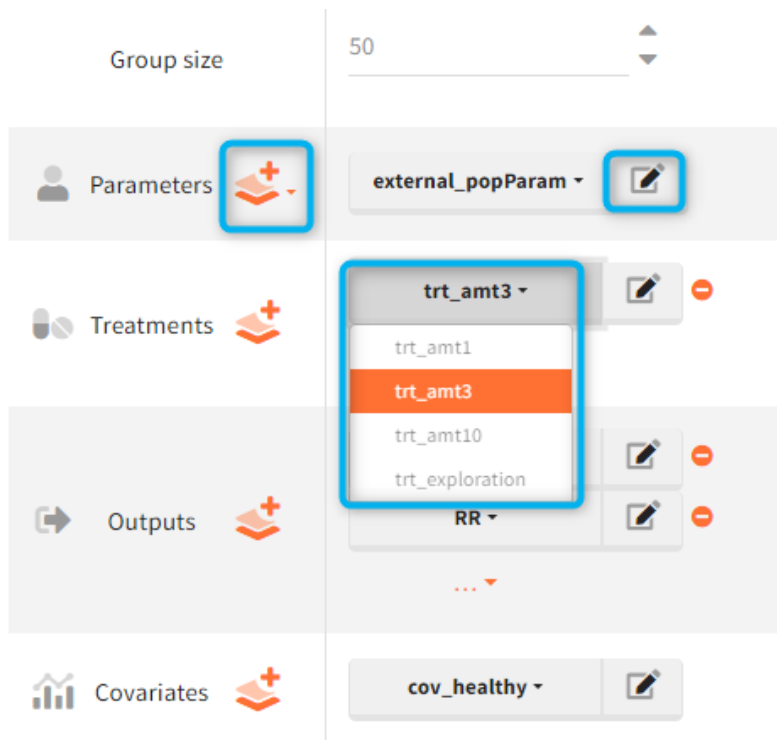 Group size
50
Parameters
external_popParam
Treatments
trt_amt3
trt_amt1
trt_amt3
trt_amt10
trt_exploration
Outputs
RR
...
Covariates
cov_healthy